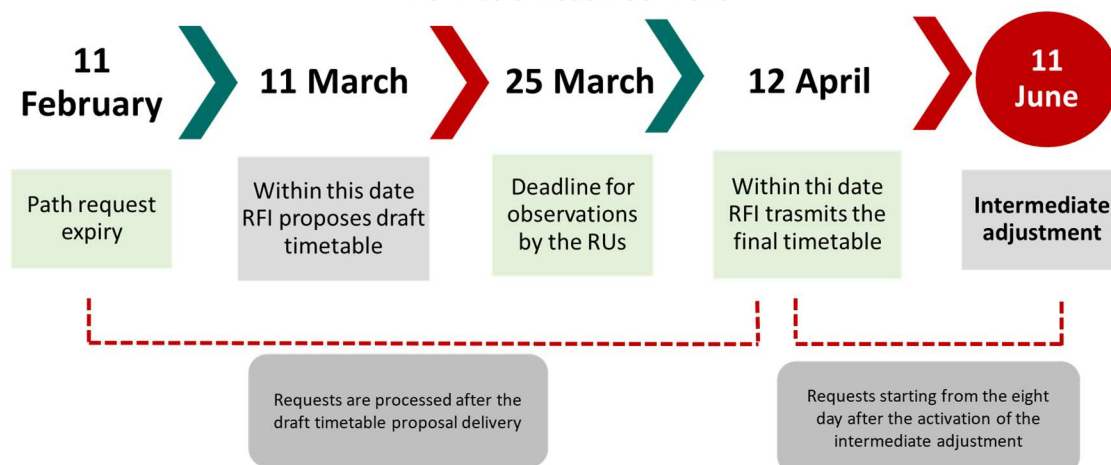 11
February
11 March
25 March
12 April
11
June
Path request
expiry
Within this date
RFI proposes draft
timetable
Deadline for
observations
by the RUs
Within thi date
RFI trasmits the
final timetable
Intermediate
adjustment
Requests are processed after the
draft timetable proposal delivery
Requests starting from the eight
day after the activation of the
intermediate adjustment